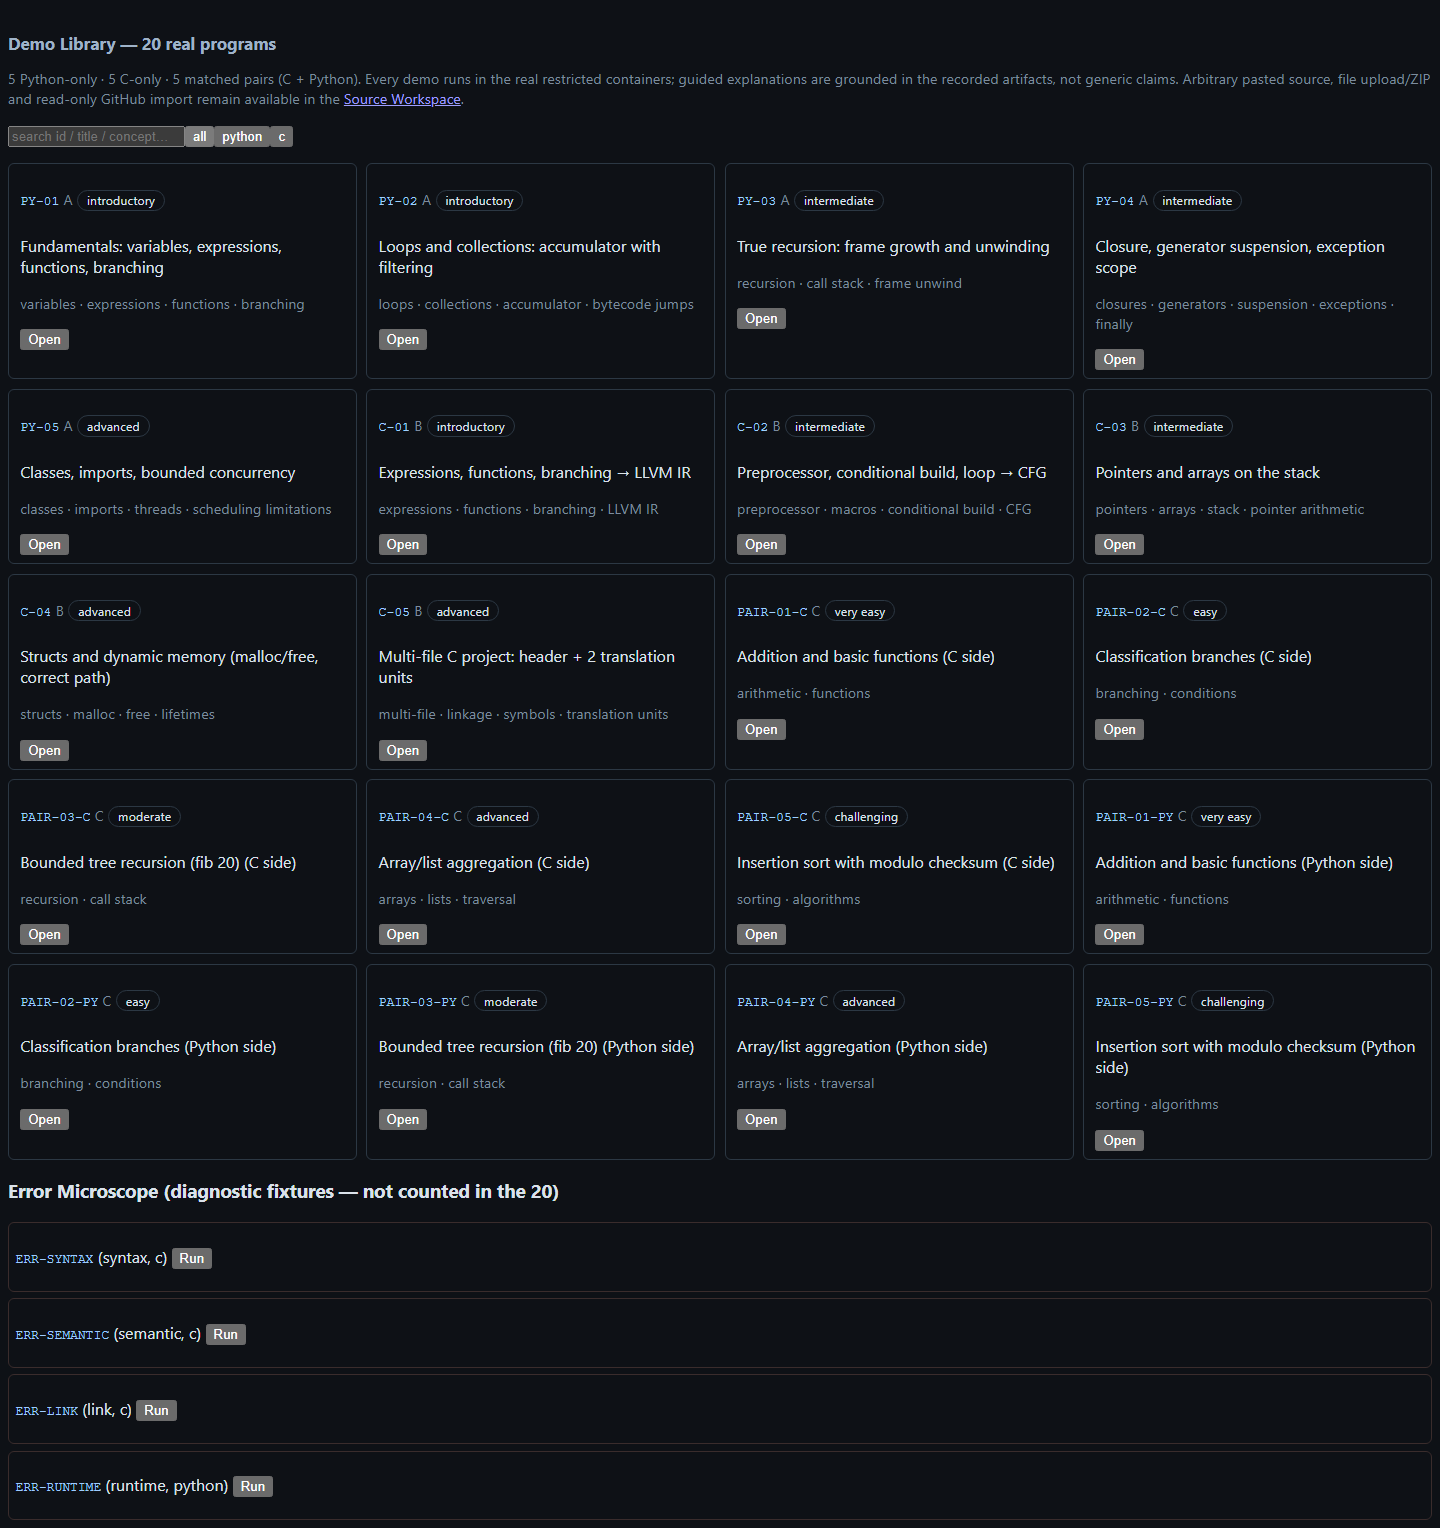 Demo Library — 20 real programs
5 Python-only · 5 C-only · 5 matched pairs (C + Python). Every demo runs in the real restricted containers; guided explanations are grounded in the recorded artifacts, not generic claims. Arbitrary pasted source, file upload/ZIP
and read-only GitHub import remain available in the Source Workspace.
search id / title / concept... all python c
PY-01 A introductory
Fundamentals: variables, expressions,
functions, branching
variables · expressions · functions · branching
Open
PY-02 A introductory
Loops and collections: accumulator with
filtering
loops · collections · accumulator · bytecode jumps
Open
PY-03 A intermediate
True recursion: frame growth and unwinding
recursion · call stack · frame unwind
Open
PY-04 A intermediate
Closure, generator suspension, exception
scope
closures · generators · suspension · exceptions ·
finally
Open
PY-05 A advanced
Classes, imports, bounded concurrency
classes · imports · threads · scheduling limitations
Open
C-01 B introductory
Expressions, functions, branching → LLVM IR
expressions · functions · branching · LLVM IR
Open
C-02 B intermediate
Preprocessor, conditional build, loop → CFG
preprocessor · macros · conditional build · CFG
Open
C-03 B intermediate
Pointers and arrays on the stack
pointers · arrays · stack · pointer arithmetic
Open
C-04 B advanced
Structs and dynamic memory (malloc/free,
correct path)
structs · malloc · free · lifetimes
Open
C-05 B advanced
Multi-file C project: header + 2 translation
units
multi-file · linkage · symbols · translation units
Open
PAIR-01-C C very easy
Addition and basic functions (C side)
arithmetic · functions
Open
PAIR-02-C C easy
Classification branches (C side)
branching · conditions
Open
PAIR-03-C C moderate
Bounded tree recursion (fib 20) (C side)
recursion · call stack
Open
PAIR-04-C C advanced
Array/list aggregation (C side)
arrays · lists · traversal
Open
PAIR-05-C C challenging
Insertion sort with modulo checksum (C side)
sorting · algorithms
Open
PAIR-01-PY C very easy
Addition and basic functions (Python side)
arithmetic · functions
Open
PAIR-02-PY C easy
Classification branches (Python side)
branching · conditions
Open
PAIR-03-PY C moderate
Bounded tree recursion (fib 20) (Python side)
recursion · call stack
Open
PAIR-04-PY C advanced
Array/list aggregation (Python side)
arrays · lists · traversal
Open
PAIR-05-PY C challenging
Insertion sort with modulo checksum (Python
side)
sorting · algorithms
Open
Error Microscope (diagnostic fixtures — not counted in the 20)
ERR-SYNTAX (syntax, c) Run
ERR-SEMANTIC (semantic, c) Run
ERR-LINK (link, c) Run
ERR-RUNTIME (runtime, python) Run